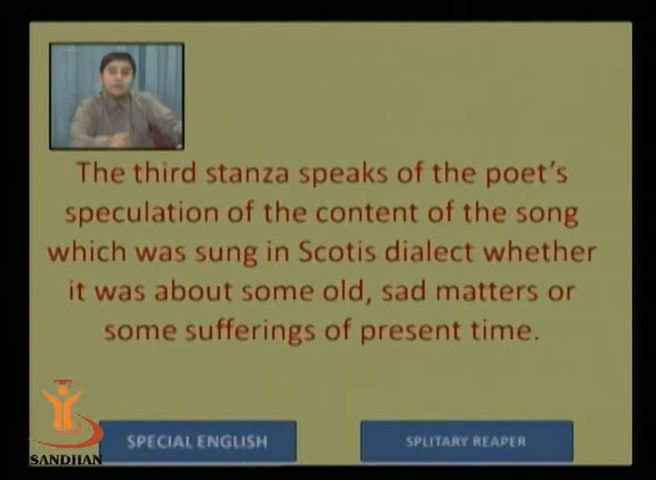 The third stanza speaks of the poet's
speculation of the content of the song
which was sung in Scotis dialect whether
it was about some old, sad matters or
some sufferings of present time.
SPECIAL ENGLISH
SPLITARY REAPER
SANDHAN